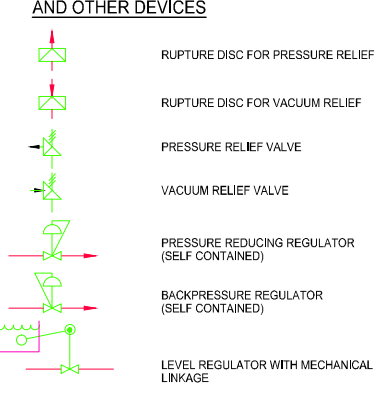 AND OTHER DEVICES
RUPTURE DISC FOR PRESSURE RELIEF
RUPTURE DISC FOR VACUUM RELIEF
PRESSURE RELIEF VALVE
VACUUM RELIEF VALVE
PRESSURE REDUCING REGULATOR
(SELF CONTAINED)
BACKPRESSURE REGULATOR
(SELF CONTAINED)
LEVEL REGULATOR WITH MECHANICAL
LINKAGE